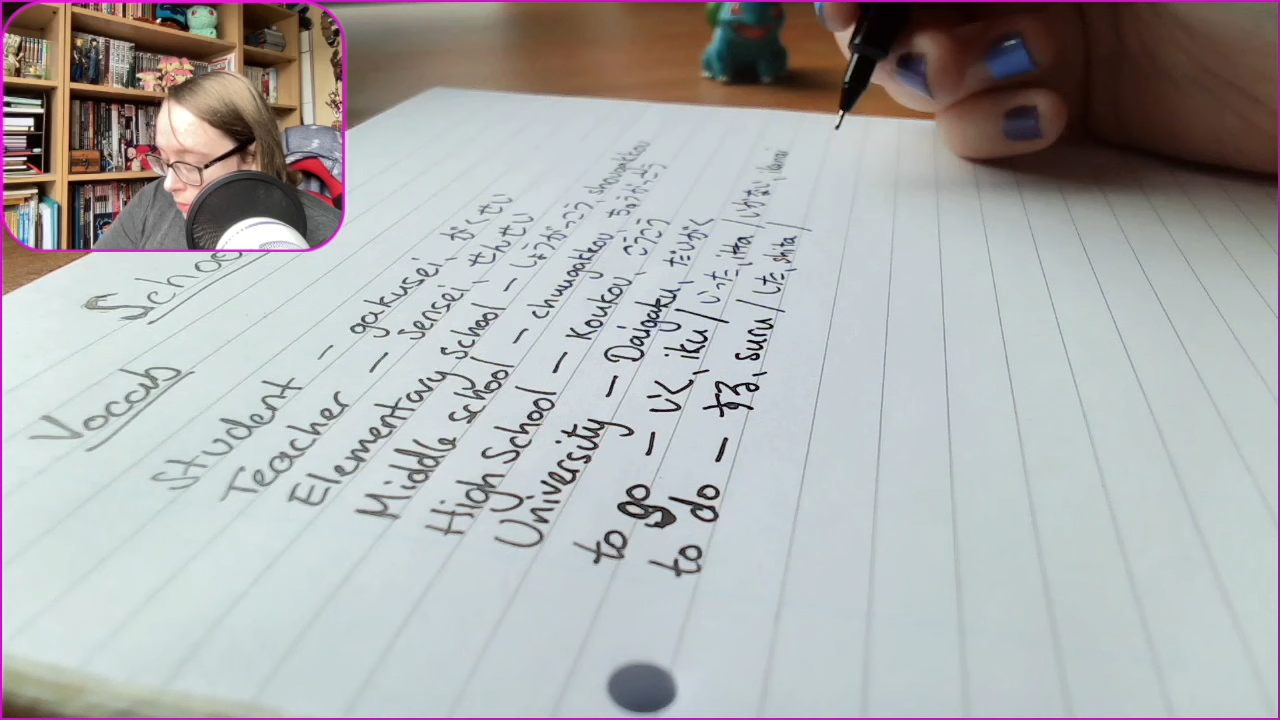 School
Vocab
Student - gakusei, がくせい
Teacher - Sensei, せんせい
Elementary School - しょうがっこう, shougakkou
Middle school - chuugakkou, ちゅうがっこう
High School - Koukou, こうこう
University - Daigaku, だいがく
to go - いく, iku / いった, itta / いかない, ikanai
to do - する, suru / した, shita /